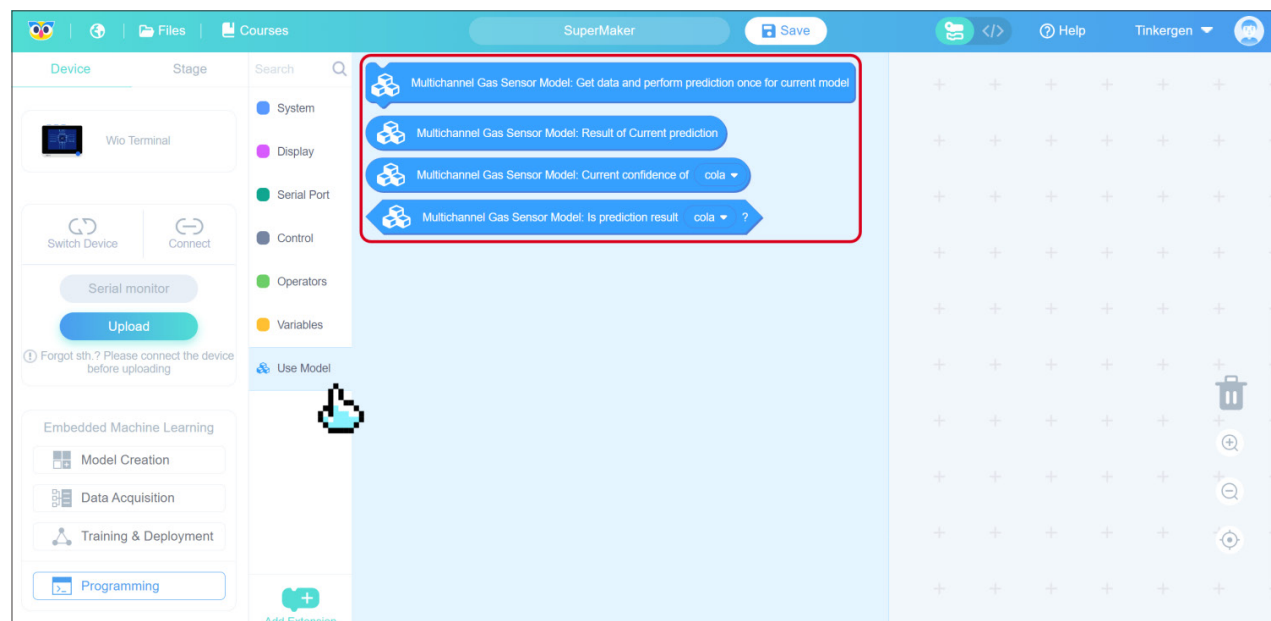 Files
Courses
SuperMaker
Save
</>
Help
Tinkergen
Device
Stage
Wio Terminal
Switch Device
Connect
Serial monitor
Upload
Forgot sth.? Please connect the device
before uploading
Embedded Machine Learning
Model Creation
Data Acquisition
Training & Deployment
Programming
Search
System
Display
Serial Port
Control
Operators
Variables
Use Model
Add Extension
Multichannel Gas Sensor Model: Get data and perform prediction once for current model
Multichannel Gas Sensor Model: Result of Current prediction
Multichannel Gas Sensor Model: Current confidence of cola
Multichannel Gas Sensor Model: Is prediction result cola ?